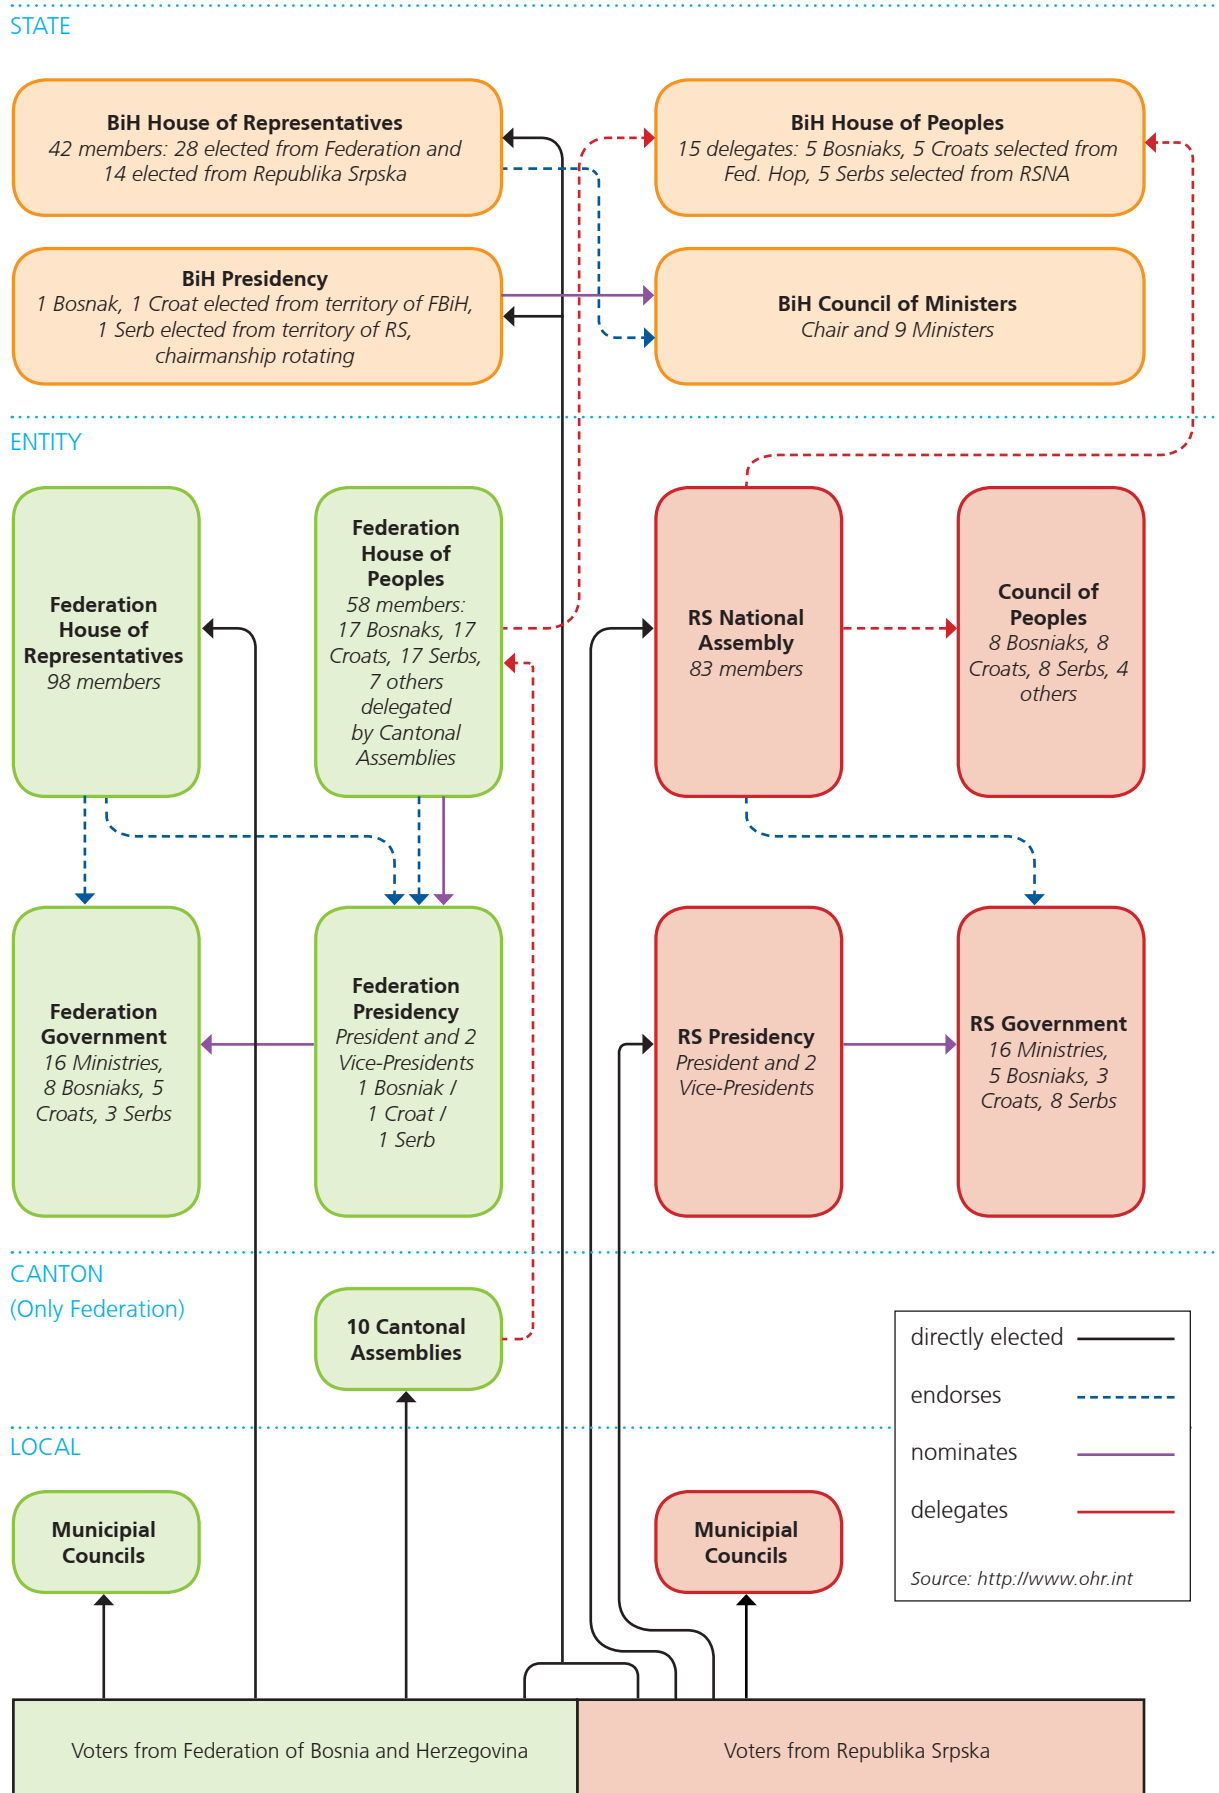 STATE
BiH House of Representatives
42 members: 28 elected from Federation and
14 elected from Republika Srpska
BiH House of Peoples
15 delegates: 5 Bosniaks, 5 Croats selected from
Fed. Hop, 5 Serbs selected from RSNA
BiH Presidency
1 Bosnak, 1 Croat elected from territory of FBiH,
1 Serb elected from territory of RS,
chairmanship rotating
BiH Council of Ministers
Chair and 9 Ministers
ENTITY
Federation
House of
Representatives
98 members
Federation
House of
Peoples
58 members:
17 Bosnaks, 17
Croats, 17 Serbs,
7 others
delegated
by Cantonal
Assemblies
RS National
Assembly
83 members
Council of
Peoples
8 Bosniaks, 8
Croats, 8 Serbs, 4
others
Federation
Government
16 Ministries,
8 Bosniaks, 5
Croats, 3 Serbs
Federation
Presidency
President and 2
Vice-Presidents
1 Bosniak /
1 Croat /
1 Serb
RS Presidency
President and 2
Vice-Presidents
RS Government
16 Ministries,
5 Bosniaks, 3
Croats, 8 Serbs
CANTON
(Only Federation)
10 Cantonal
Assemblies
directly elected
endorses
nominates
delegates
Source: http://www.ohr.int
LOCAL
Municipial
Councils
Municipial
Councils
Voters from Federation of Bosnia and Herzegovina
Voters from Republika Srpska